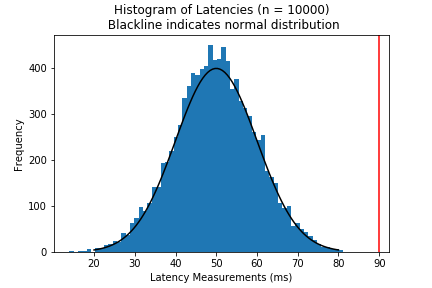 Histogram of Latencies (n = 10000)
Blackline indicates normal distribution
Frequency
400
300
200
100
0
20 30 40 50 60 70 80 90
Latency Measurements (ms)